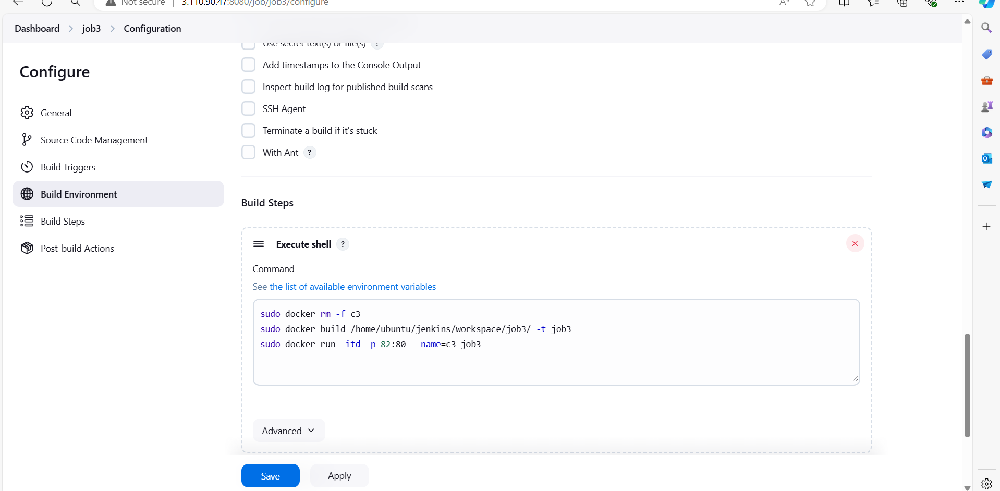 Not secure | 3.110.90.47:8080/job/job3/configure
Dashboard > job3 > Configuration
Configure
General
Source Code Management
Build Triggers
Build Environment
Build Steps
Post-build Actions
Use secret text(s) or file(s) ?
Add timestamps to the Console Output
Inspect build log for published build scans
SSH Agent
Terminate a build if it's stuck
With Ant ?
Build Steps
Execute shell ?
Command
See the list of available environment variables
sudo docker rm -f c3
sudo docker build /home/ubuntu/jenkins/workspace/job3/ -t job3
sudo docker run -itd -p 82:80 --name=c3 job3
Advanced
Save
Apply